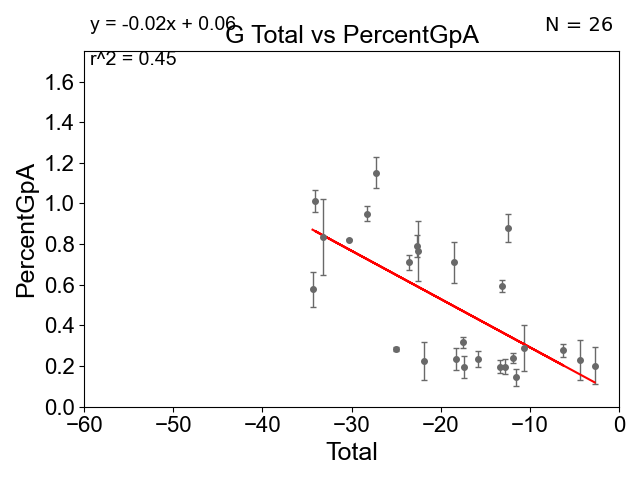 y = -0.02x + 0.06
N = 26
G Total vs PercentGpA
r^2 = 0.45
PercentGpA
1.6
1.4
1.2
1.0
0.8
0.6
0.4
0.2
0.0
−60
−50
−40
−30
−20
−10
0
Total